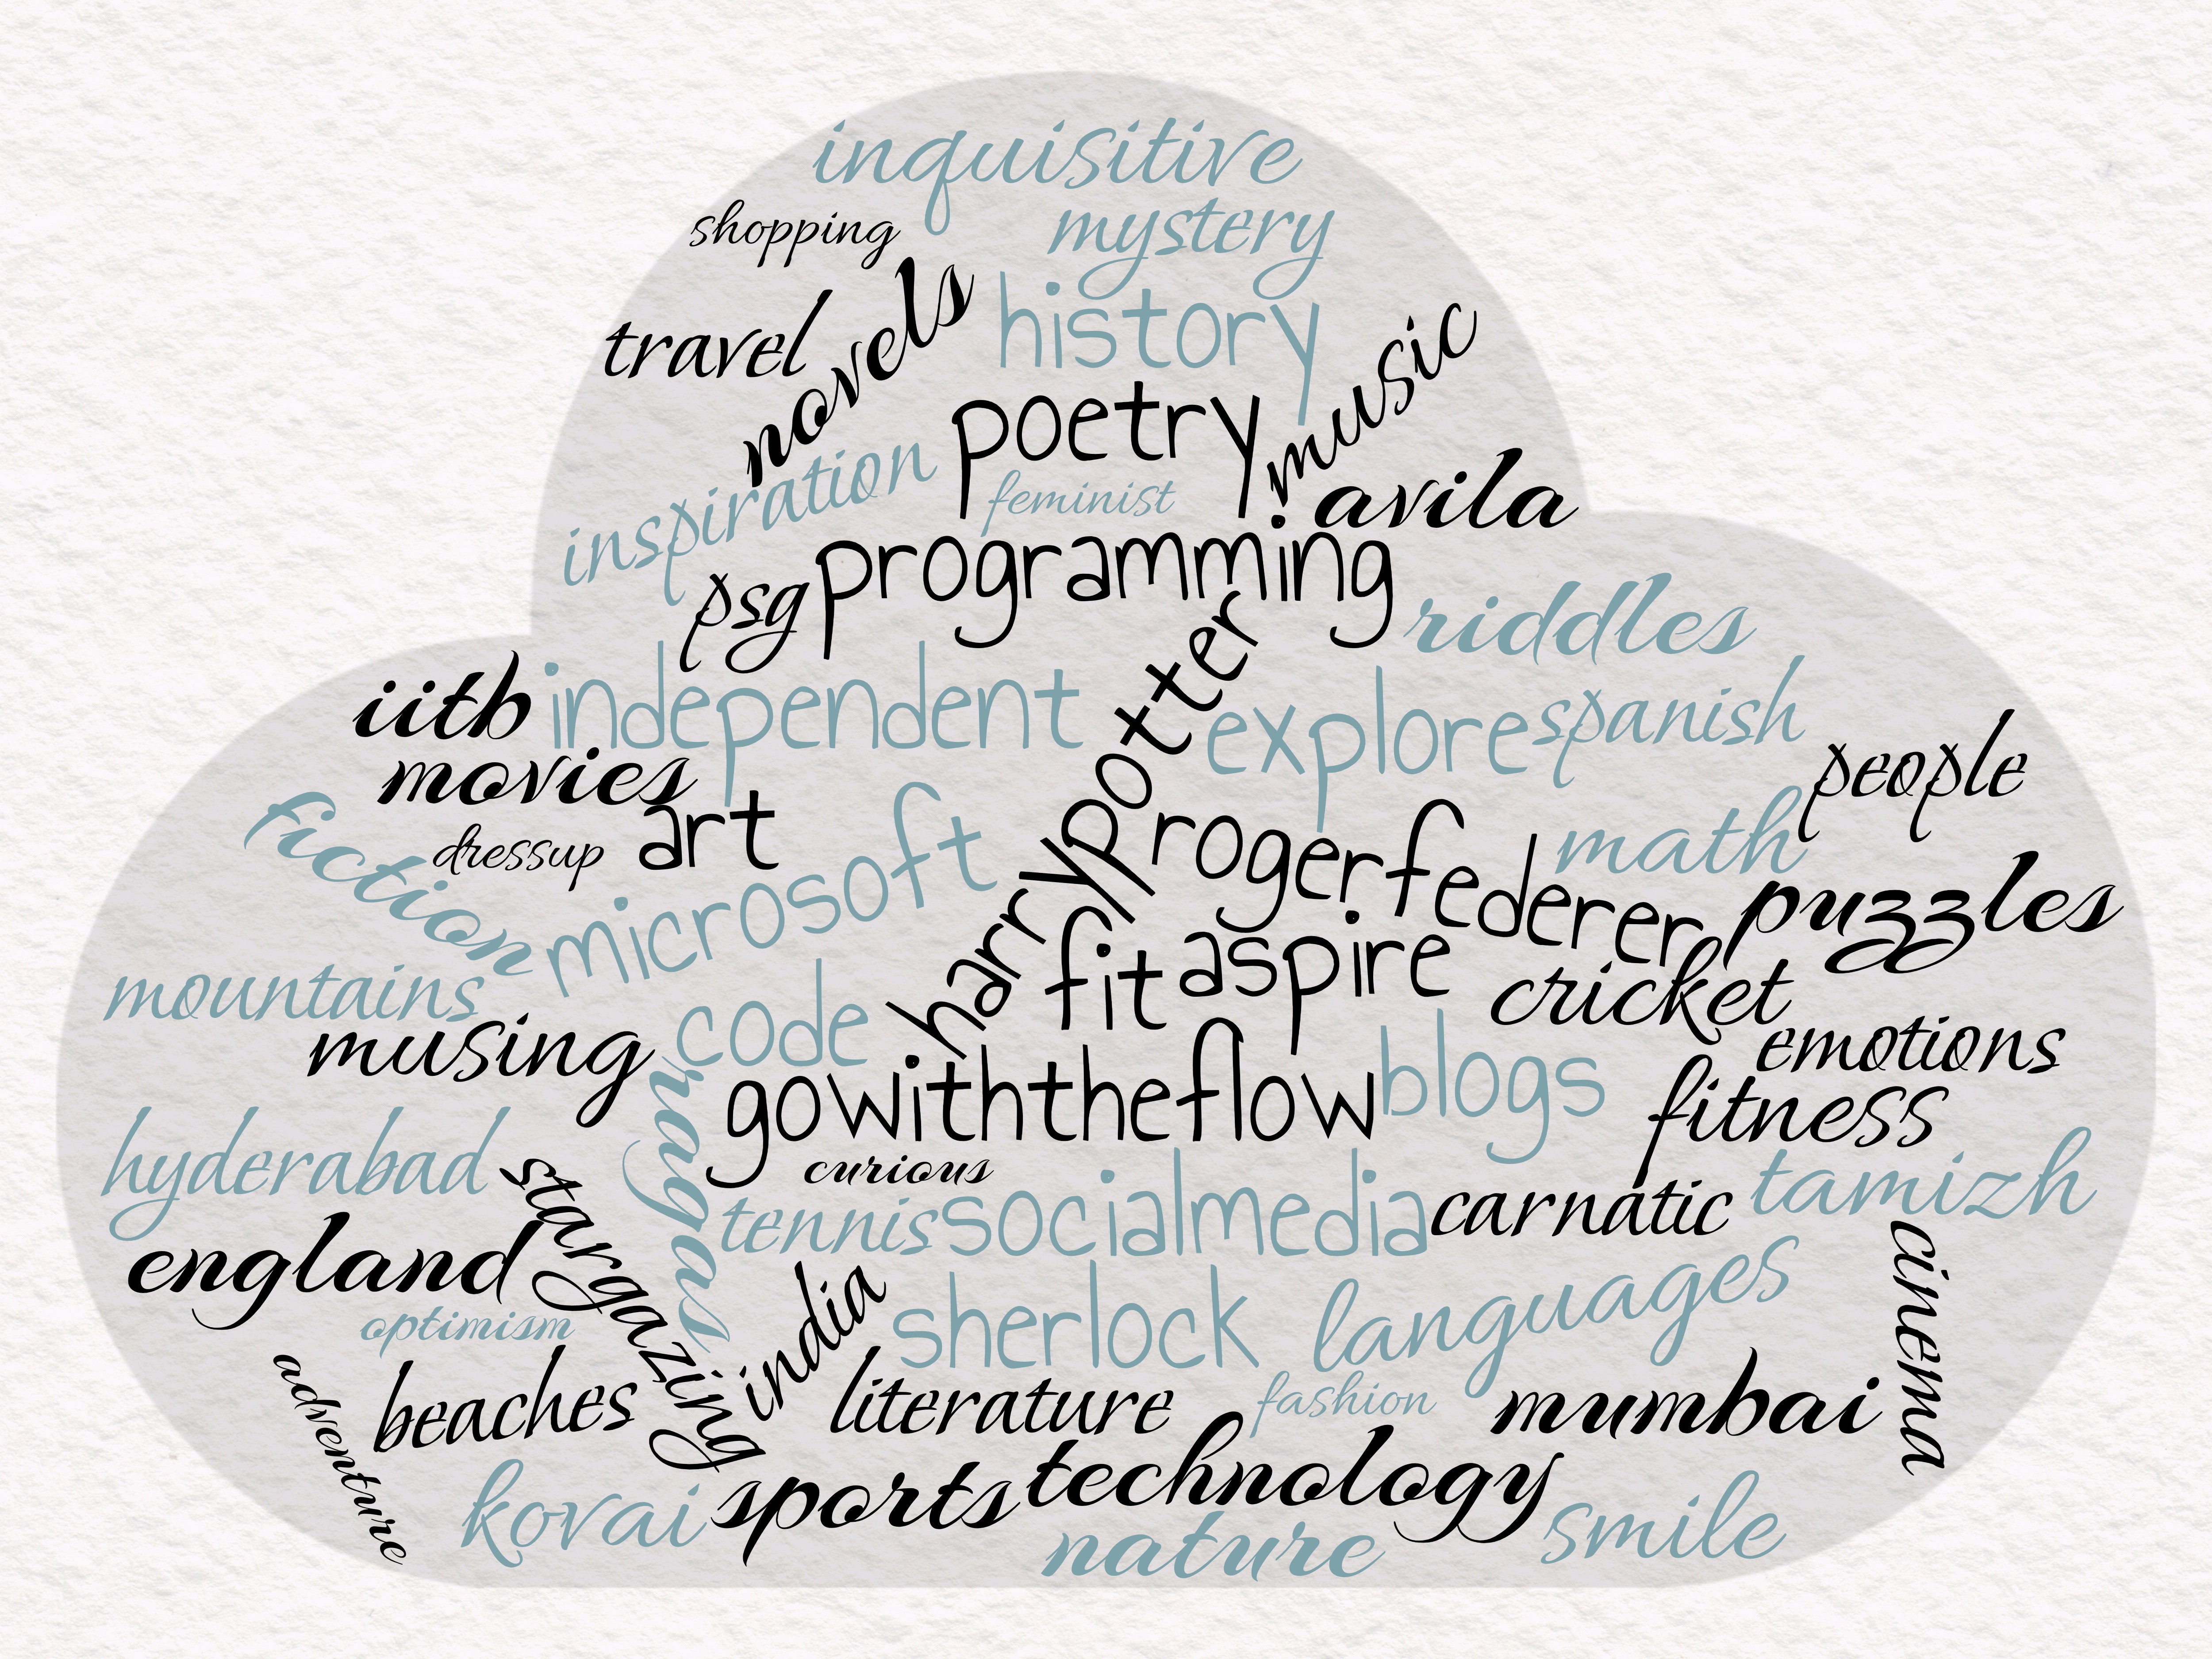 inquisitive
shopping
mystery
travel
novels
history
music
poetry
inspiration
feminist
avila
psg
programming
riddles
iitb
independent
harrypotter
explore
spanish
movies
people
fiction
dressup
art
microsoft
rogerfederer
math
puzzles
mountains
fit
aspire
cricket
musing
code
emotions
gowiththeflow
blogs
fitness
ragas
hyderabad
curious
stargazing
tennis
socialmedia
carnatic
tamizh
england
optimism
india
sherlock
languages
cinema
adventure
beaches
literature
fashion
mumbai
kovai
sports
technology
nature
smile